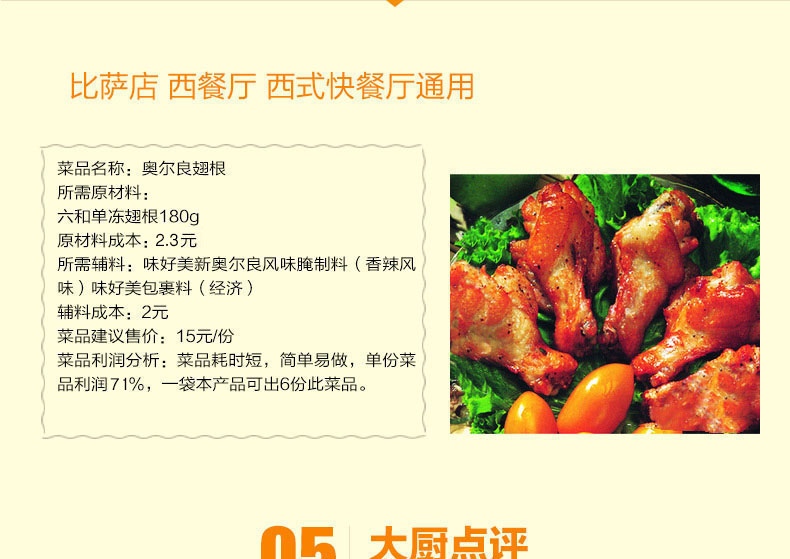 比萨店 西餐厅 西式快餐厅通用
菜品名称：奥尔良翅根
所需原材料：
六和单冻翅根180g
原材料成本：2.3元
所需辅料：味好美新奥尔良风味腌制料（香辣风
味）味好美包裹料（经济）
辅料成本：2元
菜品建议售价：15元/份
菜品利润分析：菜品耗时短，简单易做，单份菜
品利润71%，一袋本产品可出6份此菜品。
05 大厨点评